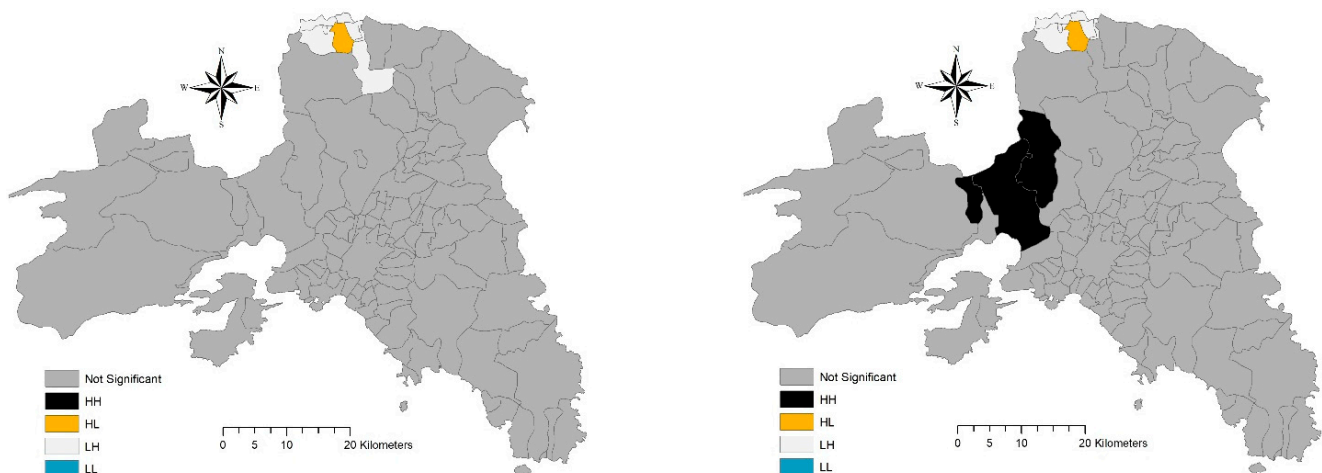 N
W E
S
Not Significant
HH
HL
LH
LL
0 5 10 20 Kilometers
N
W E
S
Not Significant
HH
HL
LH
LL
0 5 10 20 Kilometers